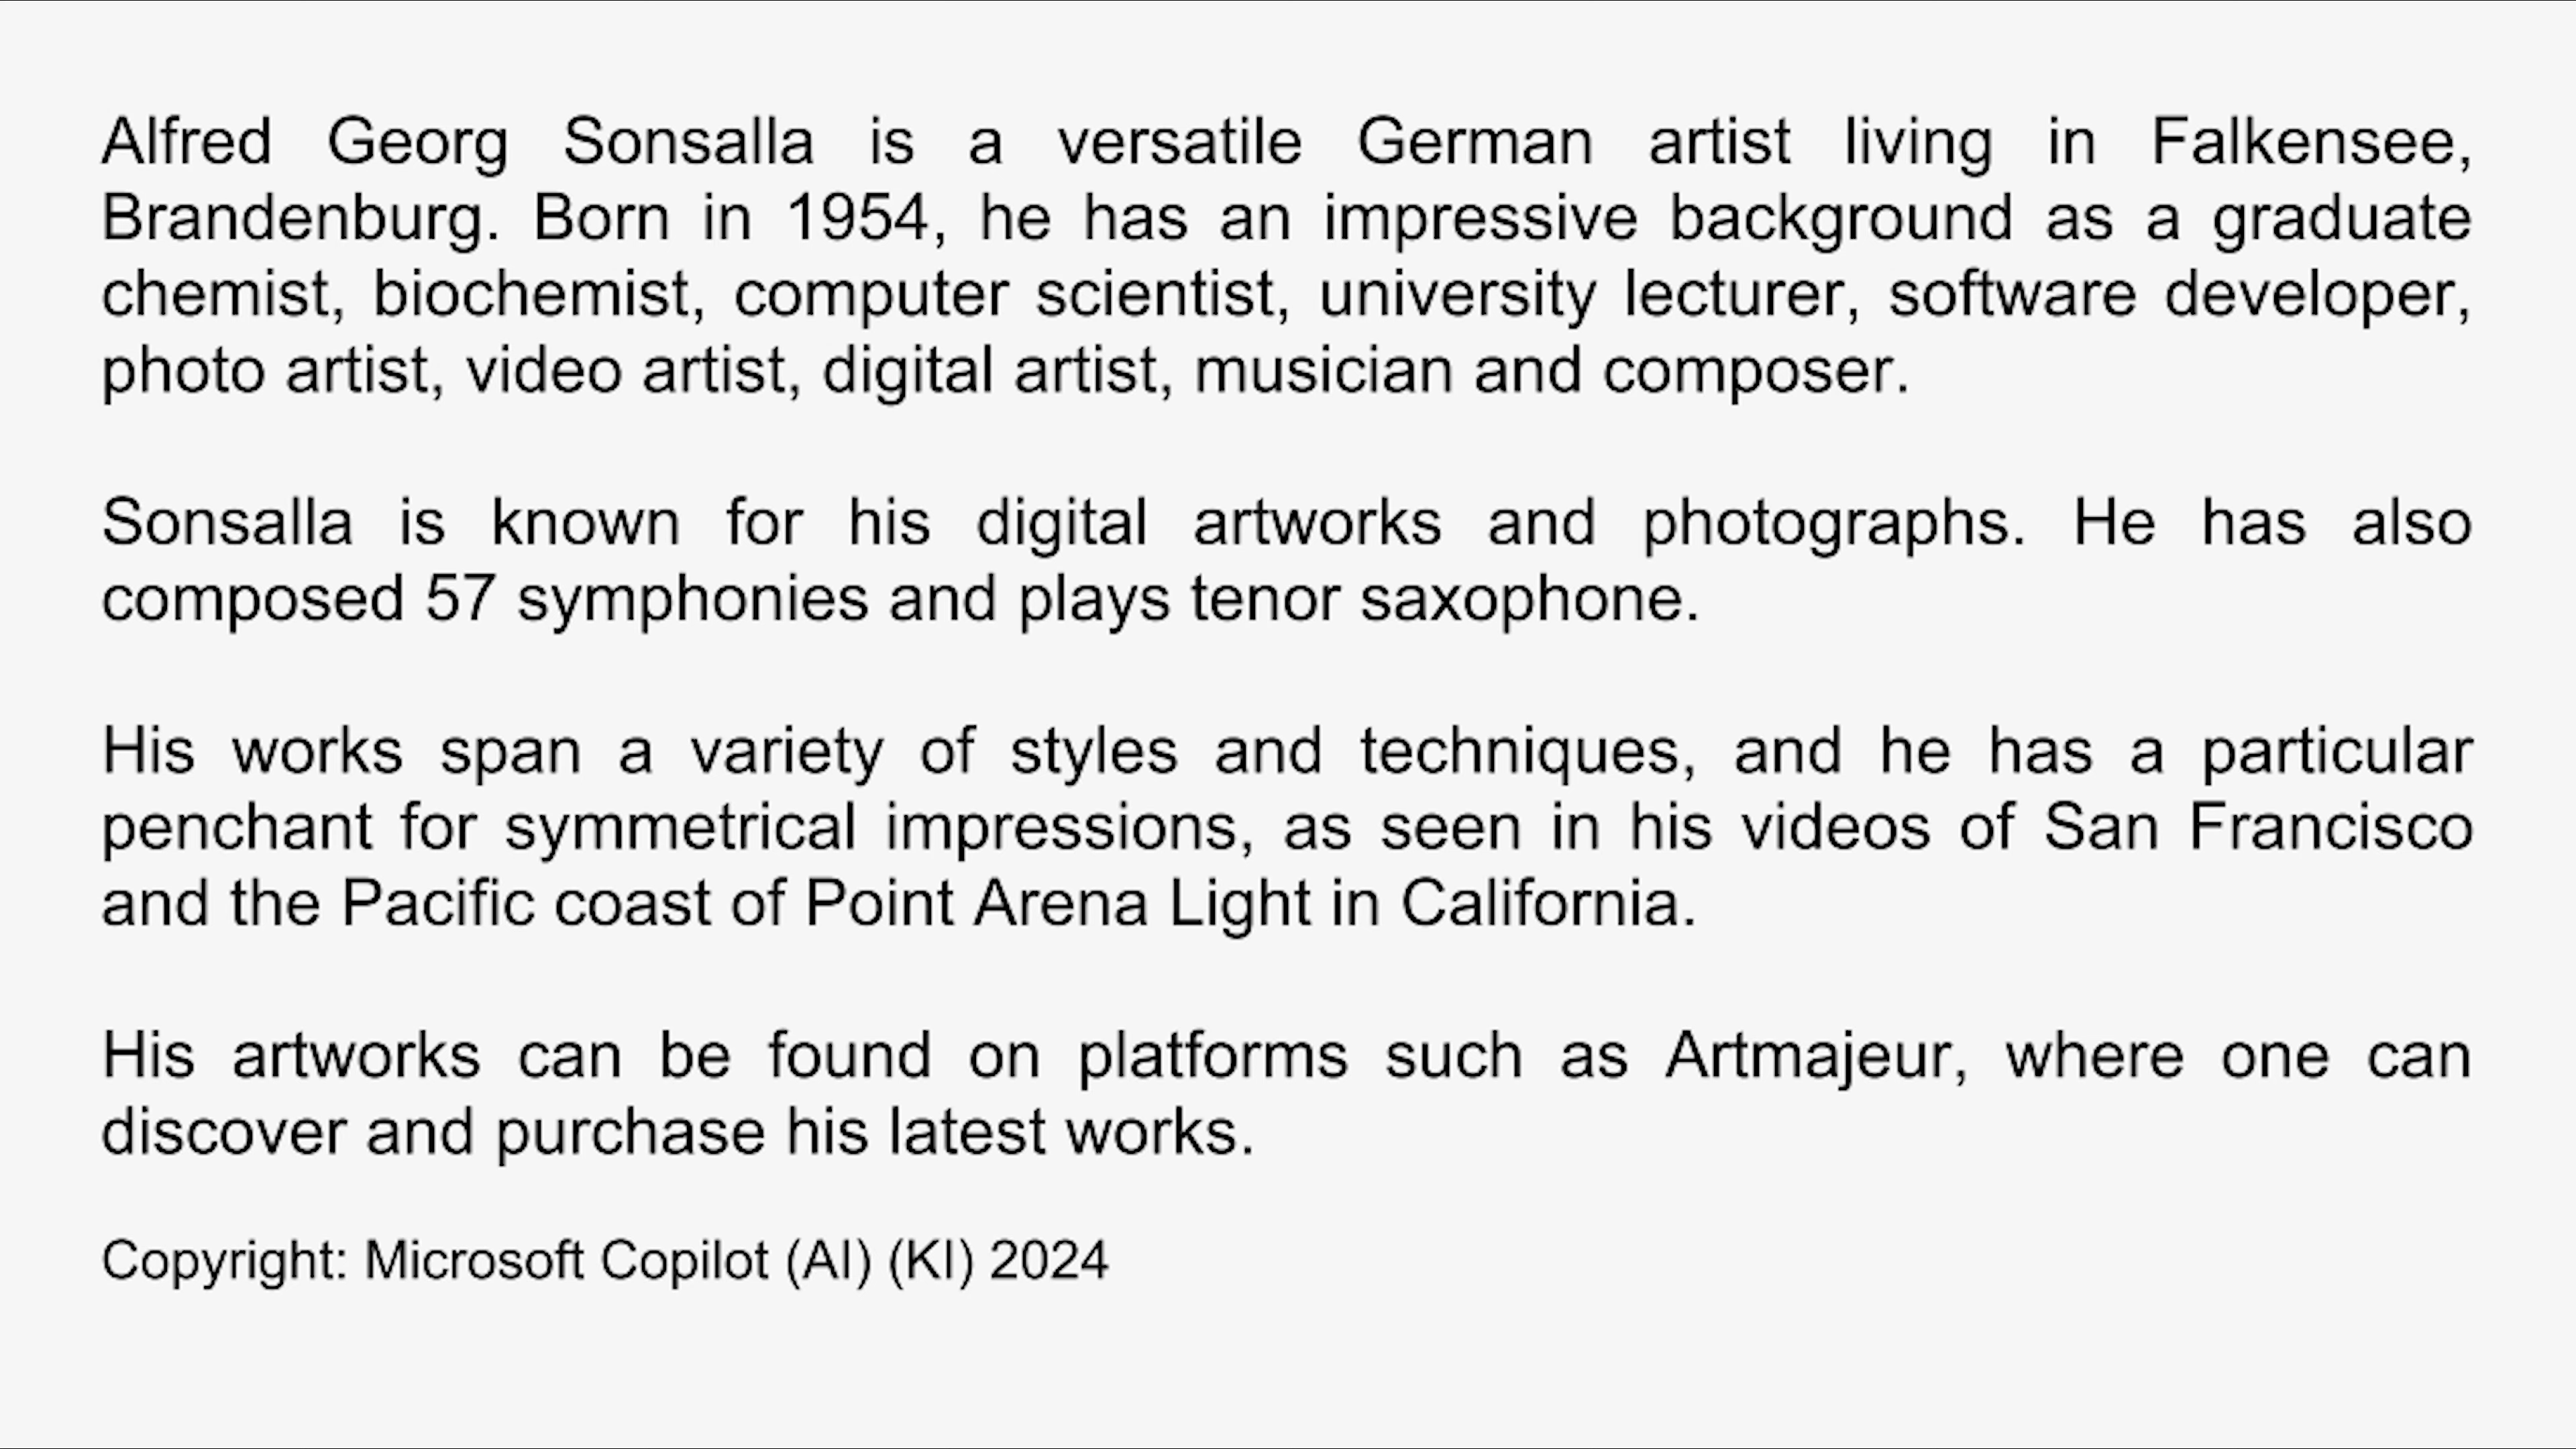 Alfred Georg Sonsalla is a versatile German artist living in Falkensee,
Brandenburg. Born in 1954, he has an impressive background as a graduate
chemist, biochemist, computer scientist, university lecturer, software developer,
photo artist, video artist, digital artist, musician and composer.
Sonsalla is known for his digital artworks and photographs. He has also
composed 57 symphonies and plays tenor saxophone.
His works span a variety of styles and techniques, and he has a particular
penchant for symmetrical impressions, as seen in his videos of San Francisco
and the Pacific coast of Point Arena Light in California.
His artworks can be found on platforms such as Artmajeur, where one can
discover and purchase his latest works.
Copyright: Microsoft Copilot (AI) (KI) 2024